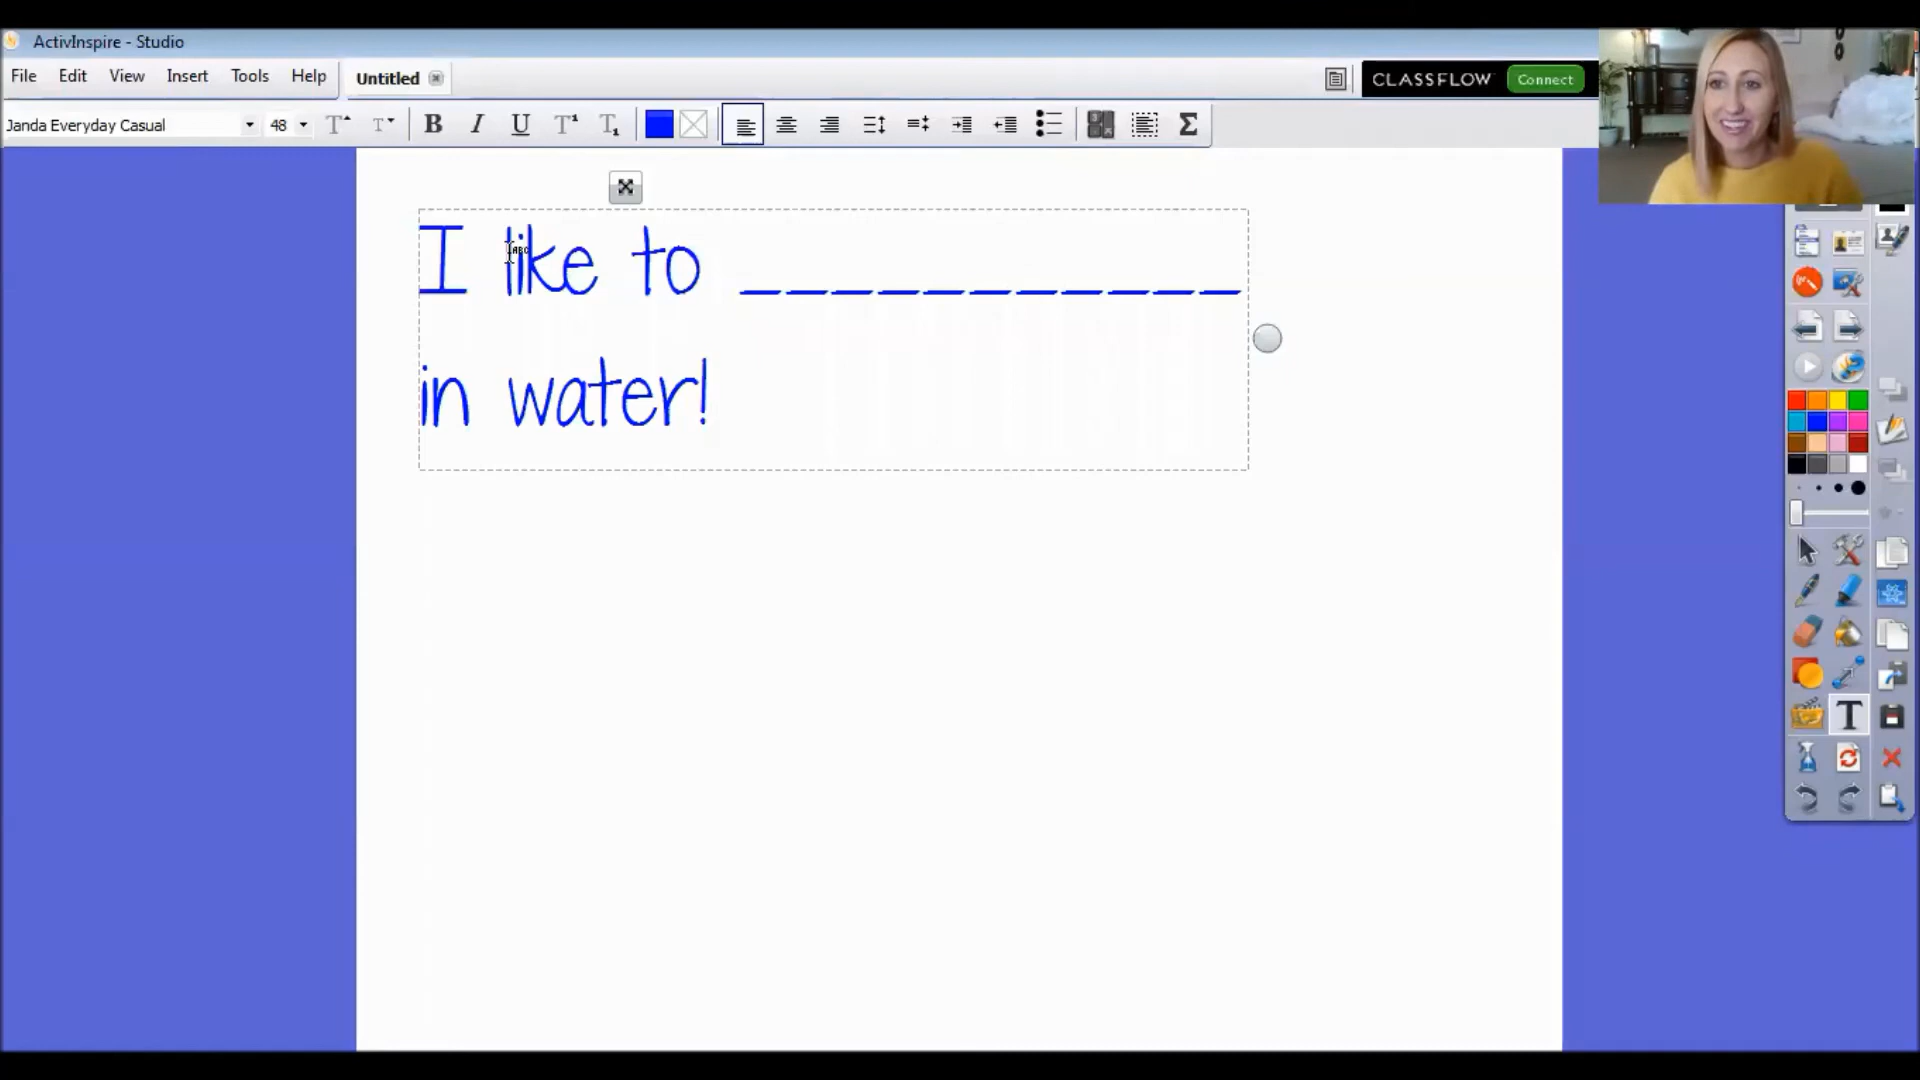 ActivInspire - Studio
File Edit View Insert Tools Help Untitled CLASSFLOW Connect
Janda Everyday Casual 48 B I U Σ
I like to ___________
in water!
T